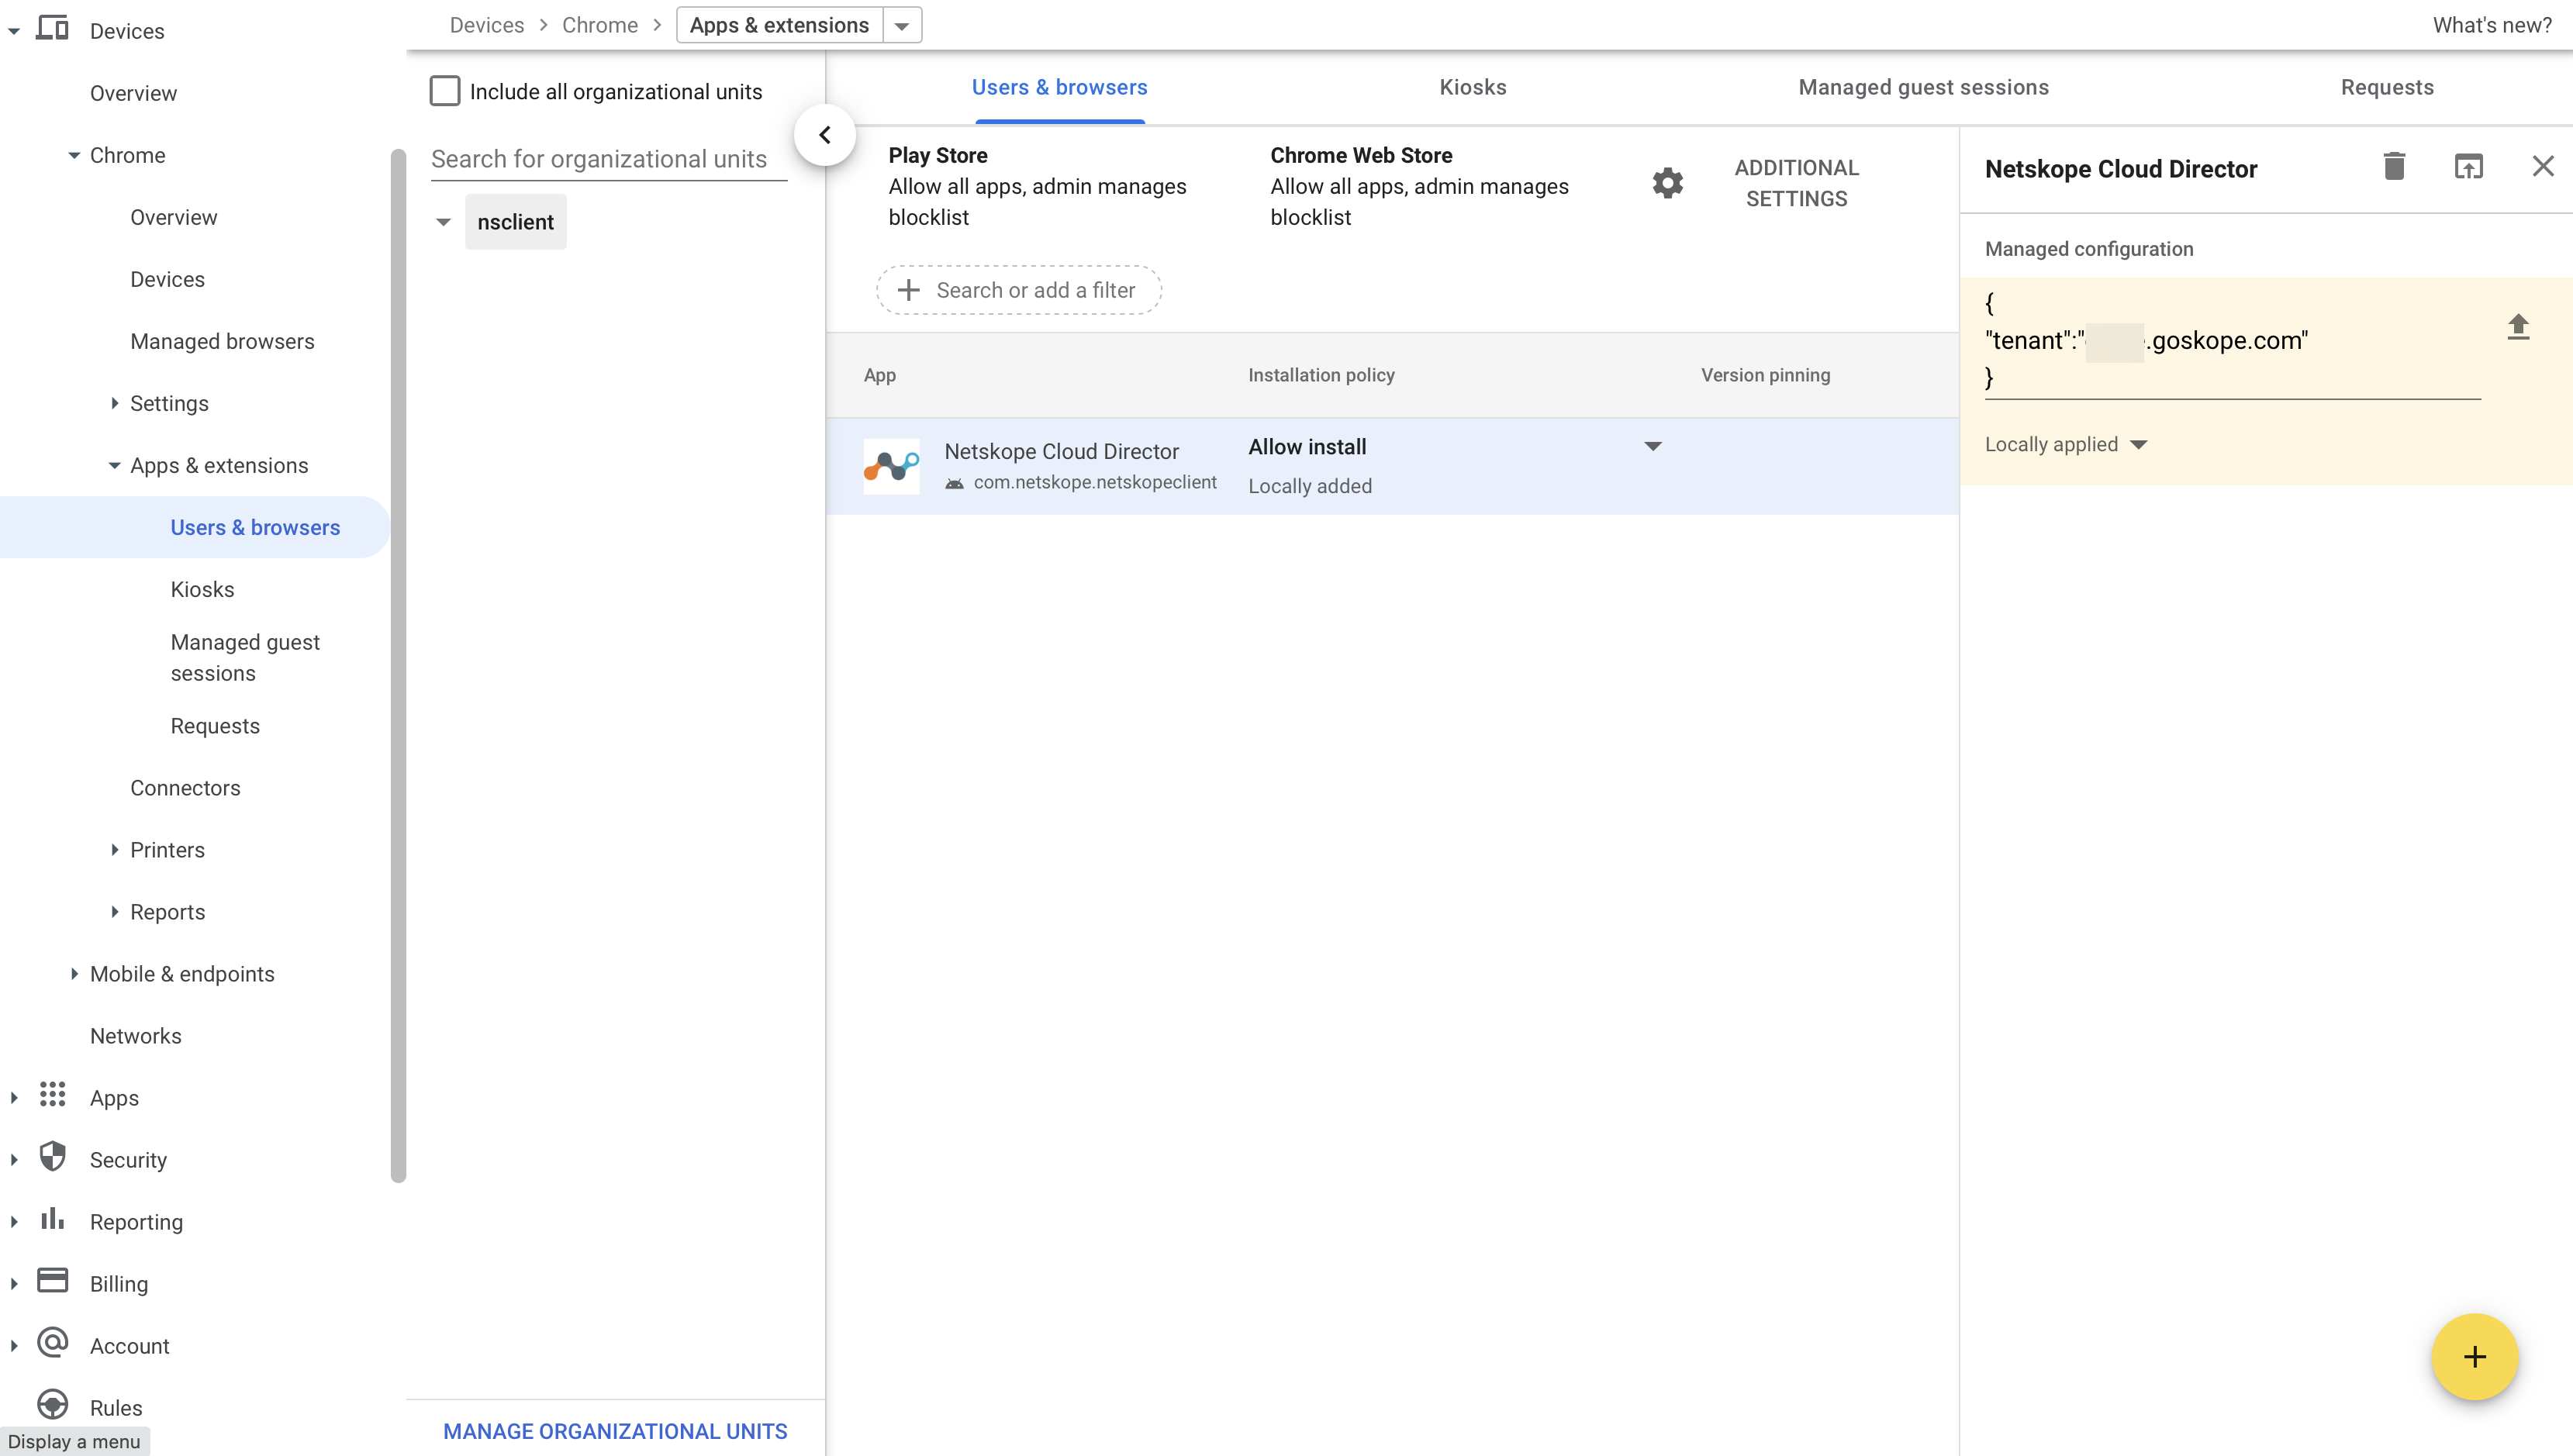 Devices
Overview
Chrome
Overview
Devices
Managed browsers
Settings
Apps & extensions
Users & browsers
Kiosks
Managed guest
sessions
Requests
Connectors
Printers
Reports
Mobile & endpoints
Networks
Apps
Security
Reporting
Billing
Account
Rules
Display a menu
Devices > Chrome > Apps & extensions
What's new?
Include all organizational units
Search for organizational units
nsclient
MANAGE ORGANIZATIONAL UNITS
Users & browsers
Kiosks
Managed guest sessions
Requests
Play Store
Allow all apps, admin manages
blocklist
Chrome Web Store
Allow all apps, admin manages
blocklist
ADDITIONAL
SETTINGS
Search or add a filter
App
Installation policy
Version pinning
Netskope Cloud Director
com.netskope.netskopeclient
Allow install
Locally added
Netskope Cloud Director
Managed configuration
{
"tenant":" .goskope.com"
}
Locally applied